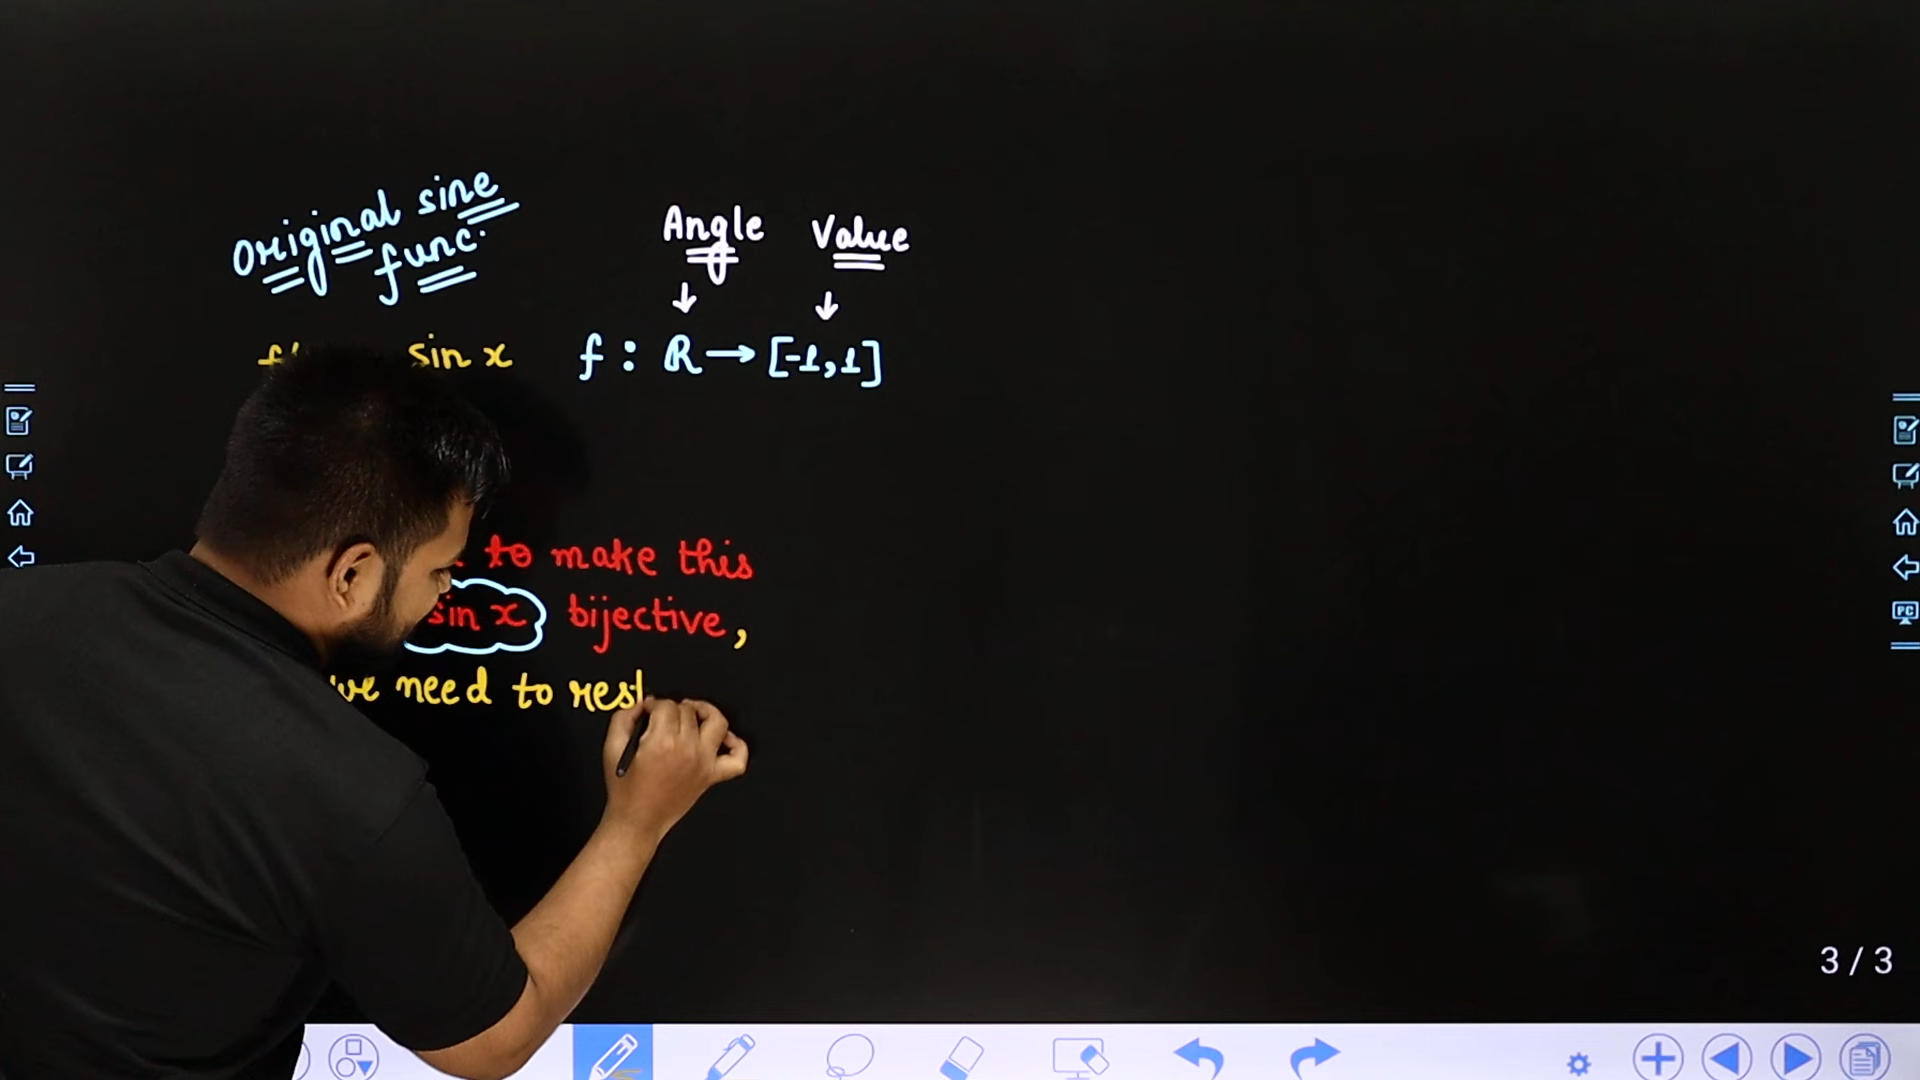 Original sine
func.
Angle Value
↓ ↓
sin x f : R → [-1,1]
to make this
sin x bijective,
we need to rest
3 / 3
PC